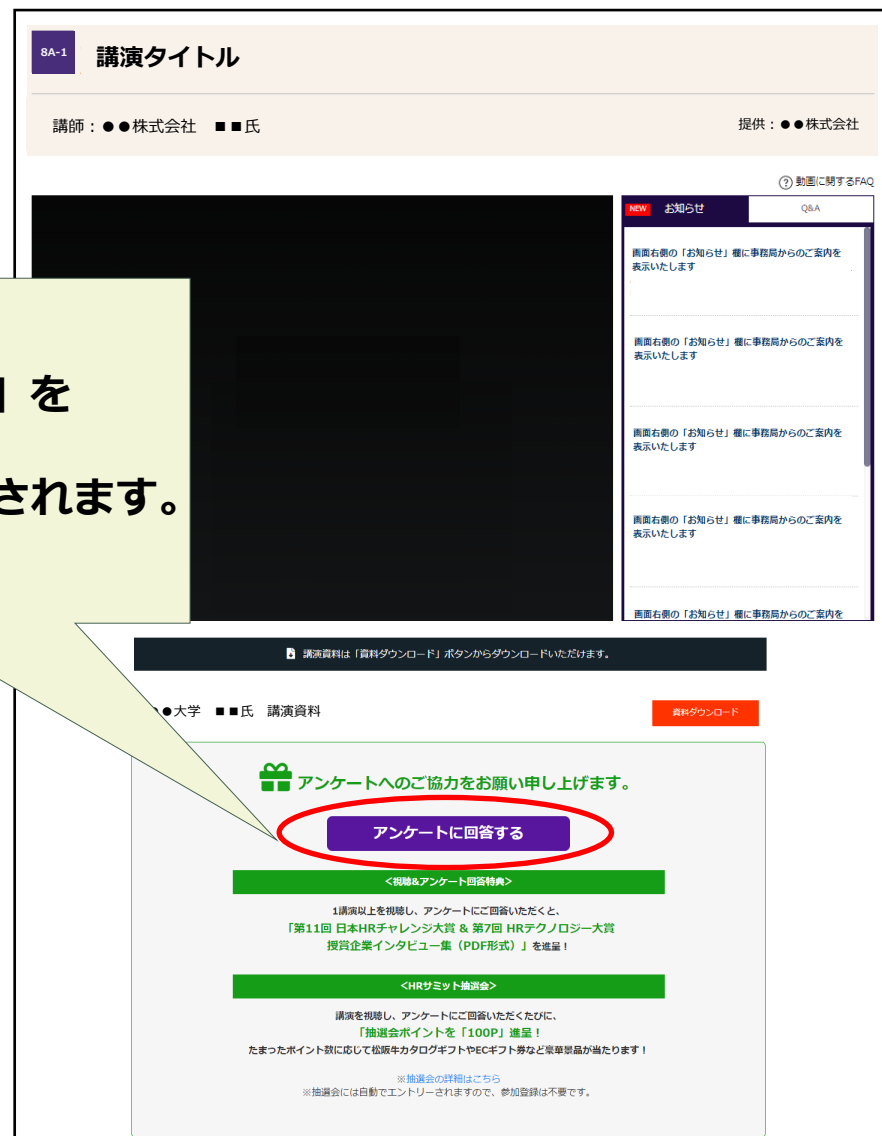 8A-1 講演タイトル
講師：●●株式会社　■■氏
提供：●●株式会社
? 動画に関するFAQ
NEW お知らせ
Q&A
画面右側の「お知らせ」欄に事務局からのご案内を
表示いたします
画面右側の「お知らせ」欄に事務局からのご案内を
表示いたします
画面右側の「お知らせ」欄に事務局からのご案内を
表示いたします
画面右側の「お知らせ」欄に事務局からのご案内を
表示いたします
画面右側の「お知らせ」欄に事務局からのご案内を
」を
されます。
講演資料は「資料ダウンロード」ボタンからダウンロードいただけます。
●●大学　■■氏　講演資料
資料ダウンロード
アンケートへのご協力をお願い申し上げます。
アンケートに回答する
＜視聴&アンケート回答特典＞
1講演以上を視聴し、アンケートにご回答いただくと、
「第11回 日本HRチャレンジ大賞 & 第7回 HRテクノロジー大賞
授賞企業インタビュー集（PDF形式）」を進呈！
＜HRサミット抽選会＞
講演を視聴し、アンケートにご回答いただくたびに、
「抽選会ポイントを「100P」進呈！
たまったポイント数に応じて松阪牛カタログギフトやECギフト券など豪華景品が当たります！
※抽選会の詳細はこちら
※抽選会には自動でエントリーされますので、参加登録は不要です。